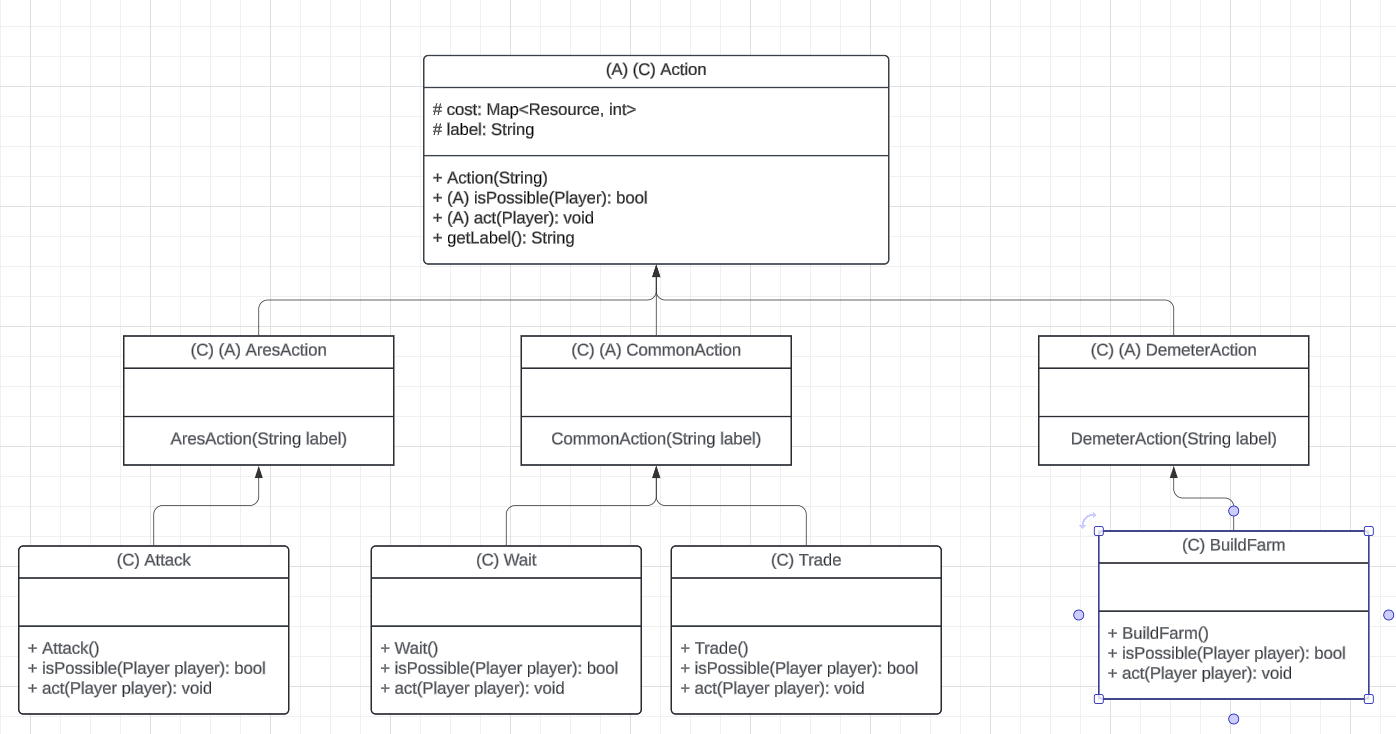 (A) (C) Action
# cost: Map<Resource, int>
# label: String
+ Action(String)
+ (A) isPossible(Player): bool
+ (A) act(Player): void
+ getLabel(): String
(C) (A) AresAction
AresAction(String label)
(C) (A) CommonAction
CommonAction(String label)
(C) (A) DemeterAction
DemeterAction(String label)
(C) Attack
+ Attack()
+ isPossible(Player player): bool
+ act(Player player): void
(C) Wait
+ Wait()
+ isPossible(Player player): bool
+ act(Player player): void
(C) Trade
+ Trade()
+ isPossible(Player player): bool
+ act(Player player): void
(C) BuildFarm
+ BuildFarm()
+ isPossible(Player player): bool
+ act(Player player): void